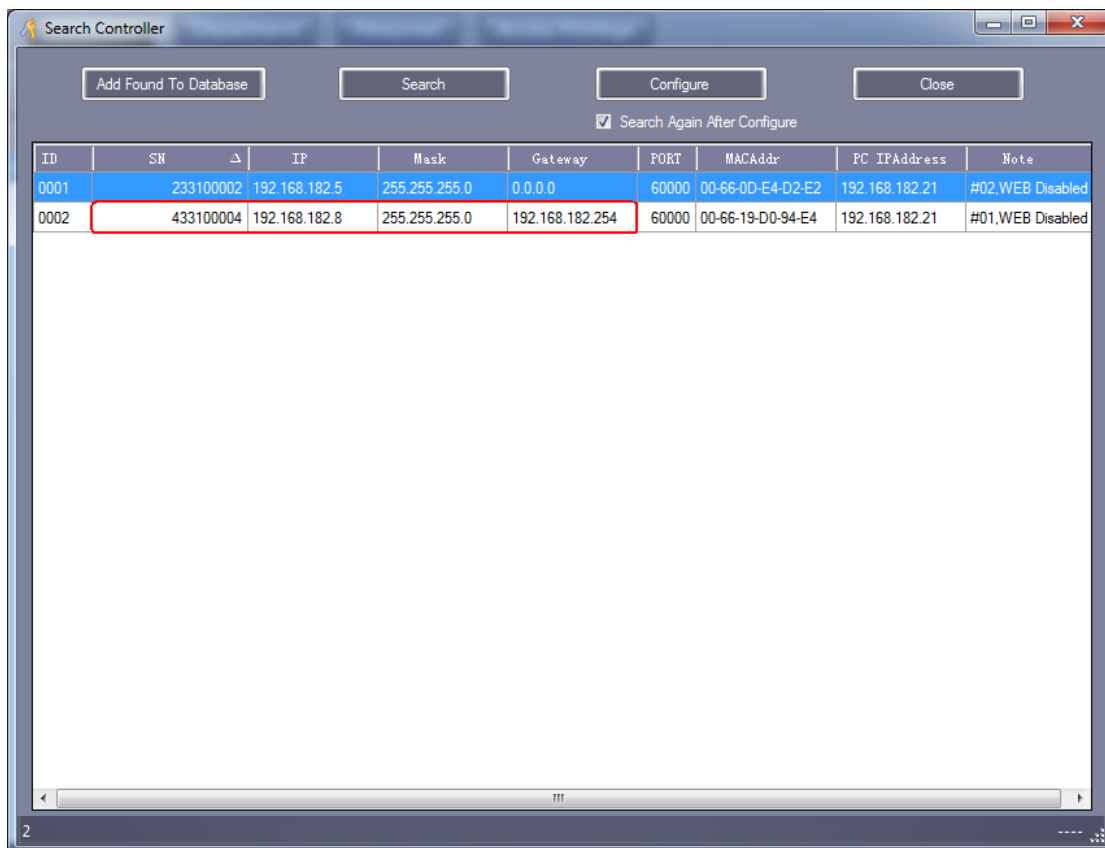 Search Controller
Add Found To Database Search Configure Close
Search Again After Configure
ID SN Δ IP Mask Gateway PORT MACAddr PC IPAddress Note
0001 233100002 192.168.182.5 255.255.255.0 0.0.0.0 60000 00-66-0D-E4-D2-E2 192.168.182.21 #02,WEB Disabled
0002 433100004 192.168.182.8 255.255.255.0 192.168.182.254 60000 00-66-19-D0-94-E4 192.168.182.21 #01,WEB Disabled
2 ----